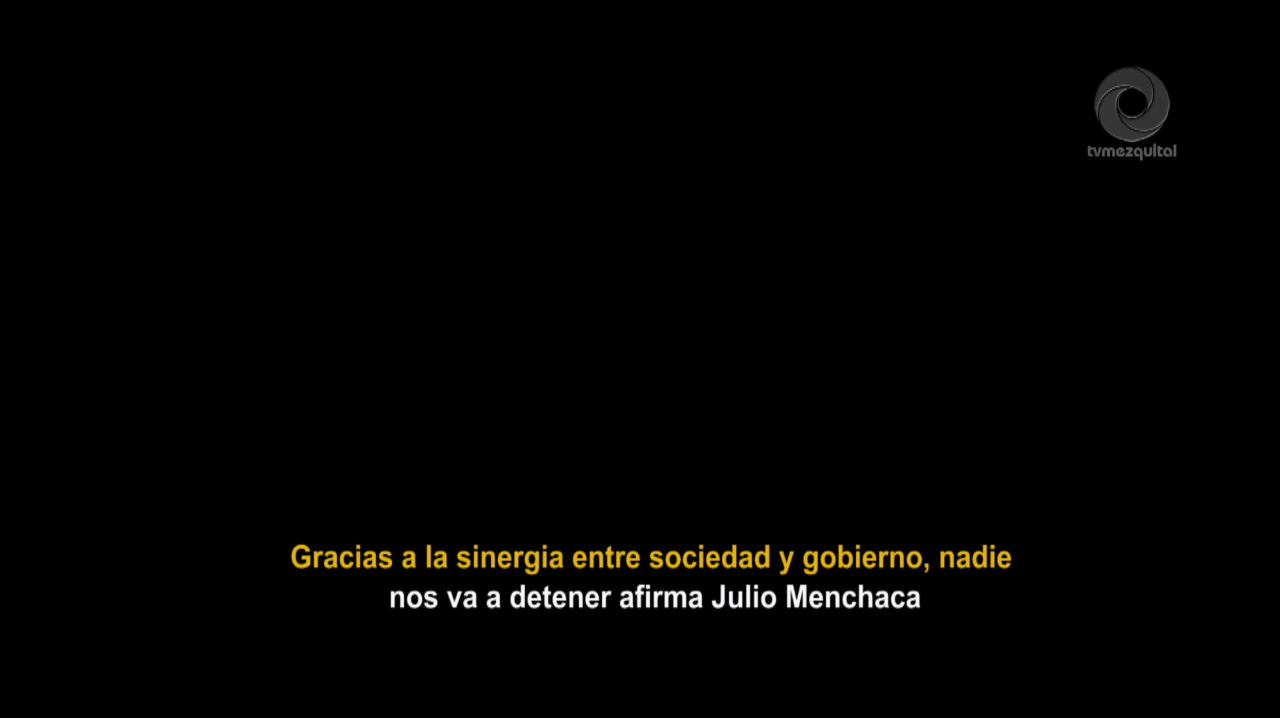 tvmezquital
Gracias a la sinergia entre sociedad y gobierno, nadie
nos va a detener afirma Julio Menchaca